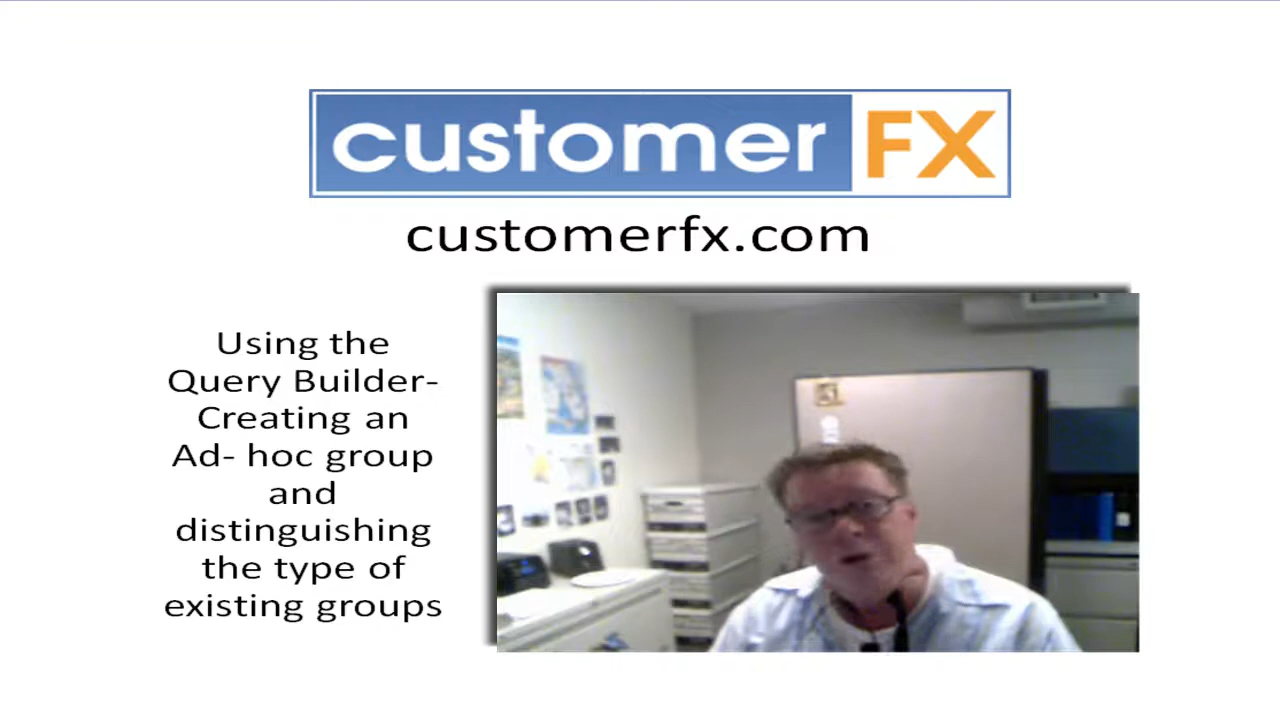 customer FX
customerfx.com
Using the
Query Builder-
Creating an
Ad- hoc group
and
distinguishing
the type of
existing groups